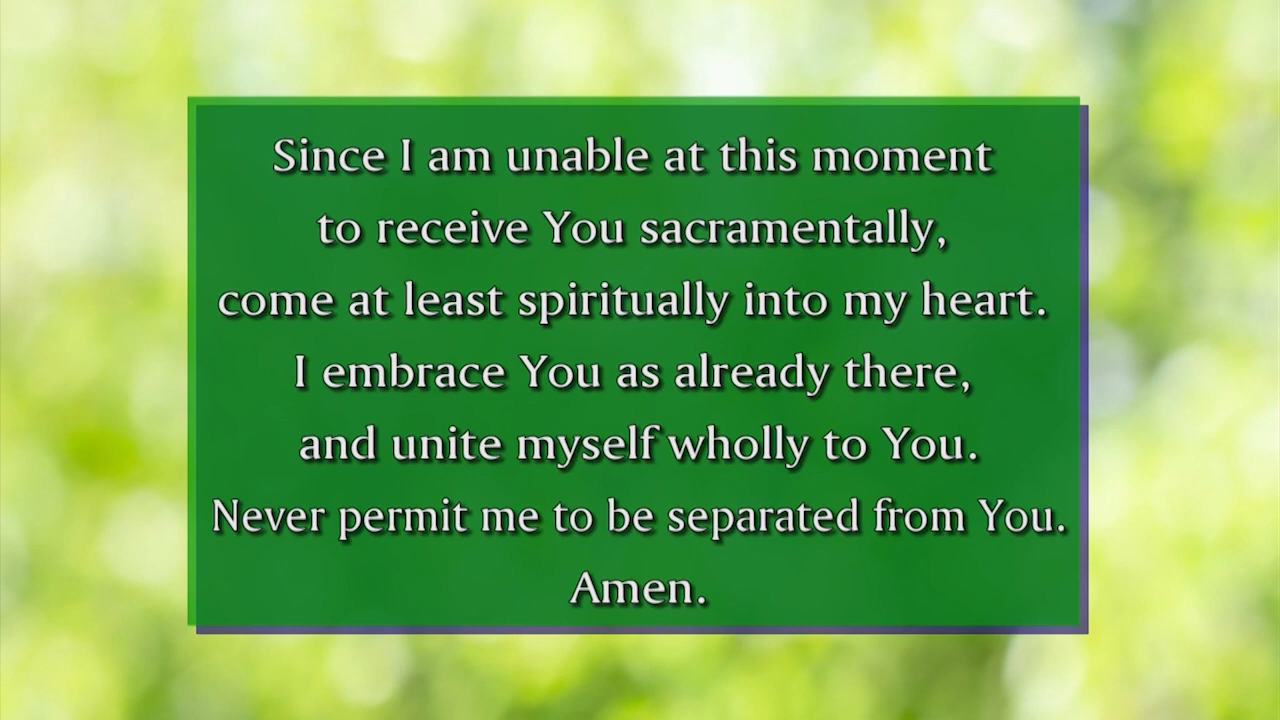 Since I am unable at this moment
to receive You sacramentally,
come at least spiritually into my heart.
I embrace You as already there,
and unite myself wholly to You.
Never permit me to be separated from You.
Amen.